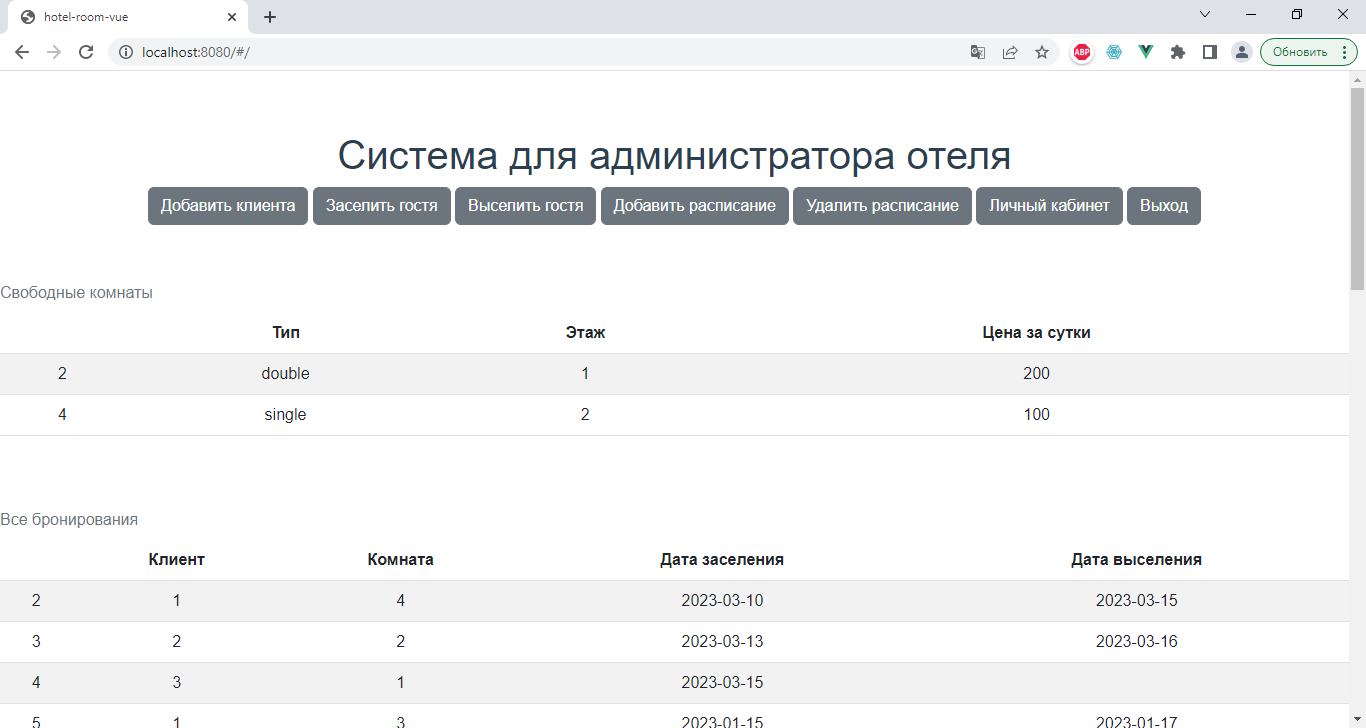 hotel-room-vue
localhost:8080/#/
ABP
Обновить
Система для администратора отеля
Добавить клиента Заселить гостя Выселить гостя Добавить расписание Удалить расписание Личный кабинет Выход
Свободные комнаты
Тип Этаж Цена за сутки
2 double 1 200
4 single 2 100
Все бронирования
Клиент Комната Дата заселения Дата выселения
2 1 4 2023-03-10 2023-03-15
3 2 2 2023-03-13 2023-03-16
4 3 1 2023-03-15
5 1 3 2023-01-15 2023-01-17